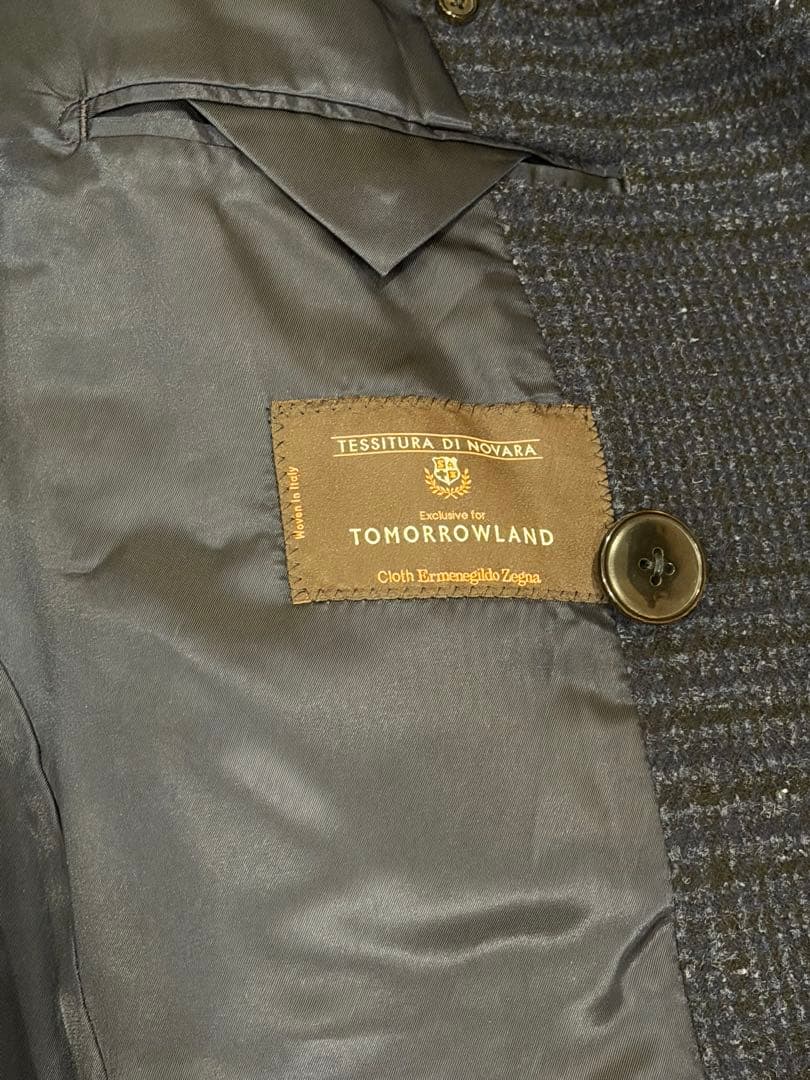 TESSITURA DI NOVARA
Exclusive for
TOMORROWLAND
Cloth Ermenegildo Zegna
Woven in Italy